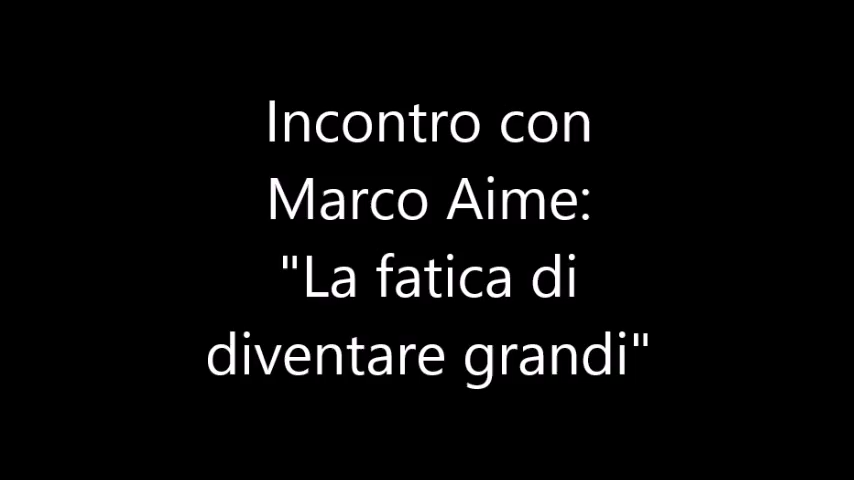 Incontro con
Marco Aime:
"La fatica di
diventare grandi"